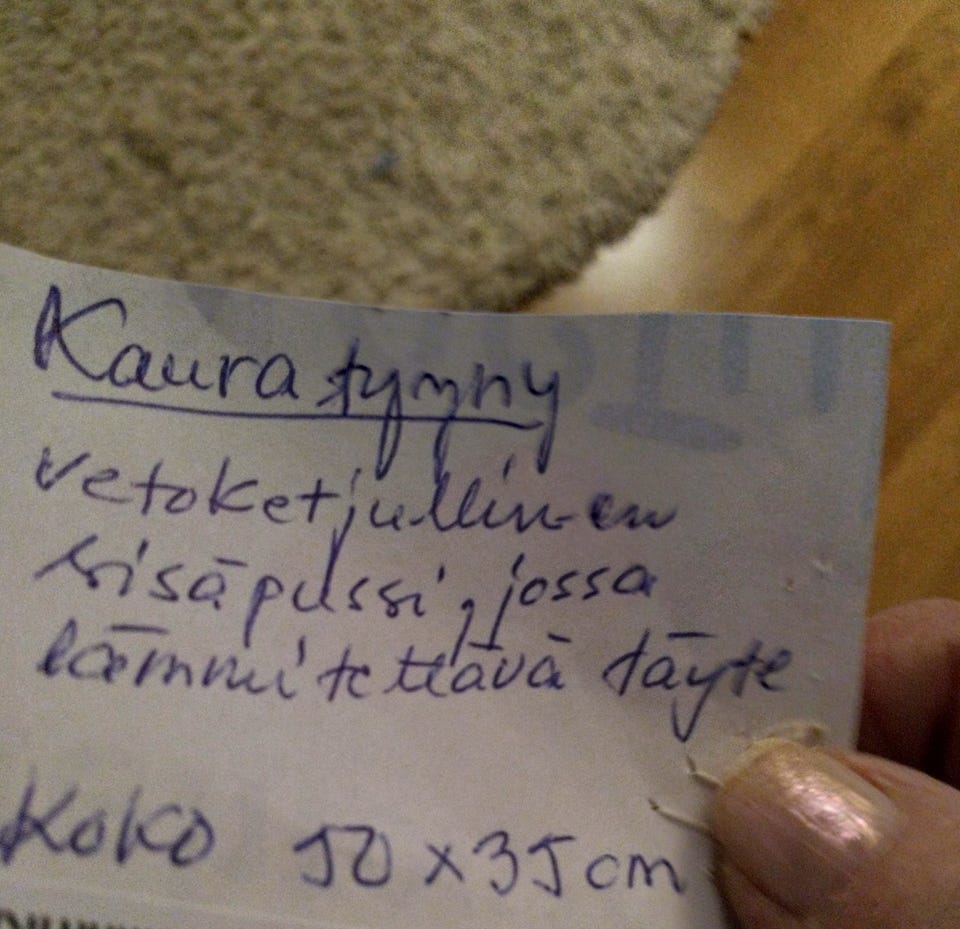 Kauratyyny
vetoketjullinen
sisäpussi, jossa
lämmitettävä täyte
Koko 50 x 35 cm